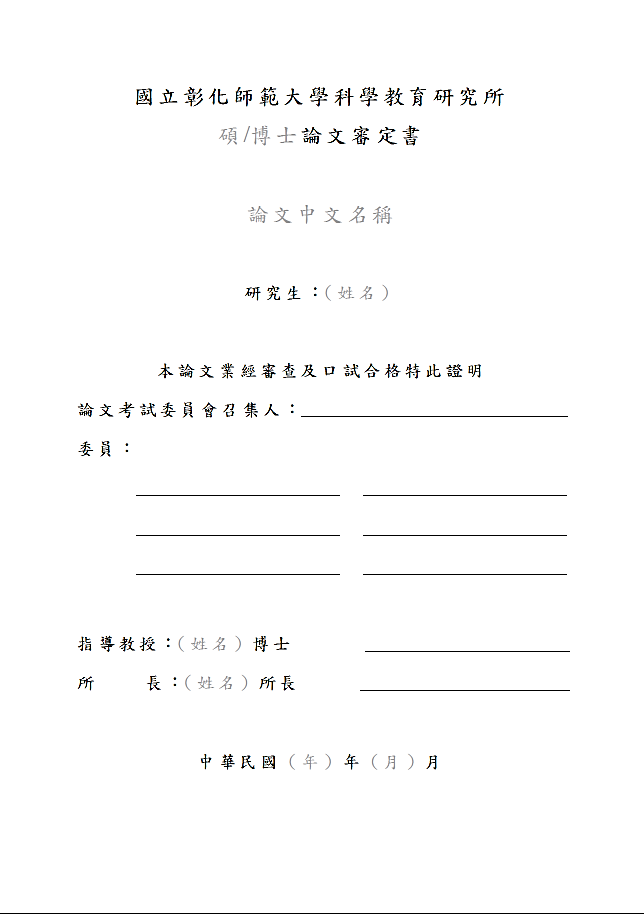 國立彰化師範大學科學教育研究所
碩/博士論文審定書
論文中文名稱
研究生：（姓名）
本論文業經審查及口試合格特此證明
論文考試委員會召集人：
委員：
指導教授：（姓名）博士
所　　長：（姓名）所長
中華民國（年）年（月）月